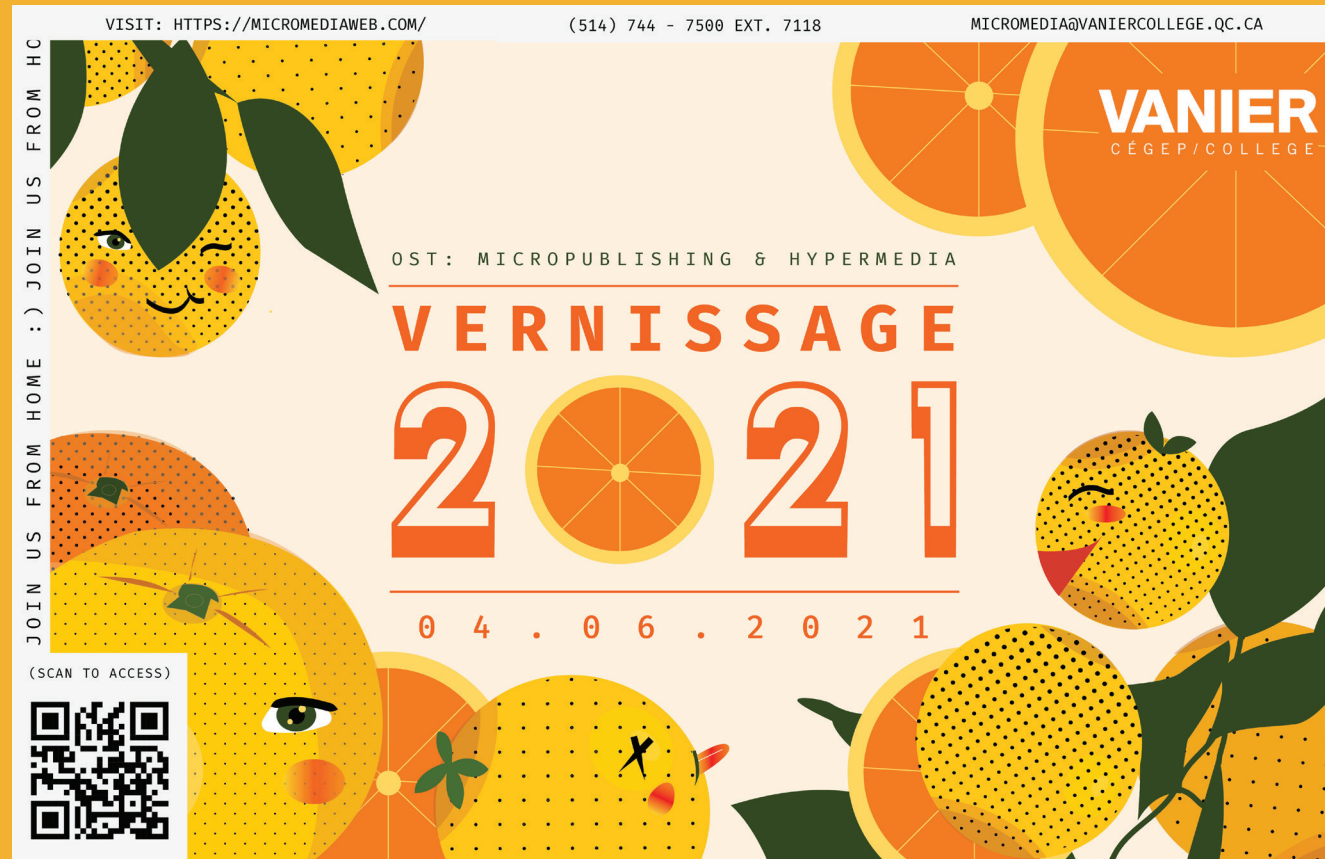 VISIT: HTTPS://MICROMEDIAWEB.COM/
(514) 744 - 7500 EXT. 7118
MICROMEDIA@VANIERCOLLEGE.QC.CA
JOIN US FROM HOME :) JOIN US FROM HO
VANIER
CÉGEP/COLLEGE
OST: MICROPUBLISHING & HYPERMEDIA
VERNISSAGE
2021
04.06.2021
(SCAN TO ACCESS)